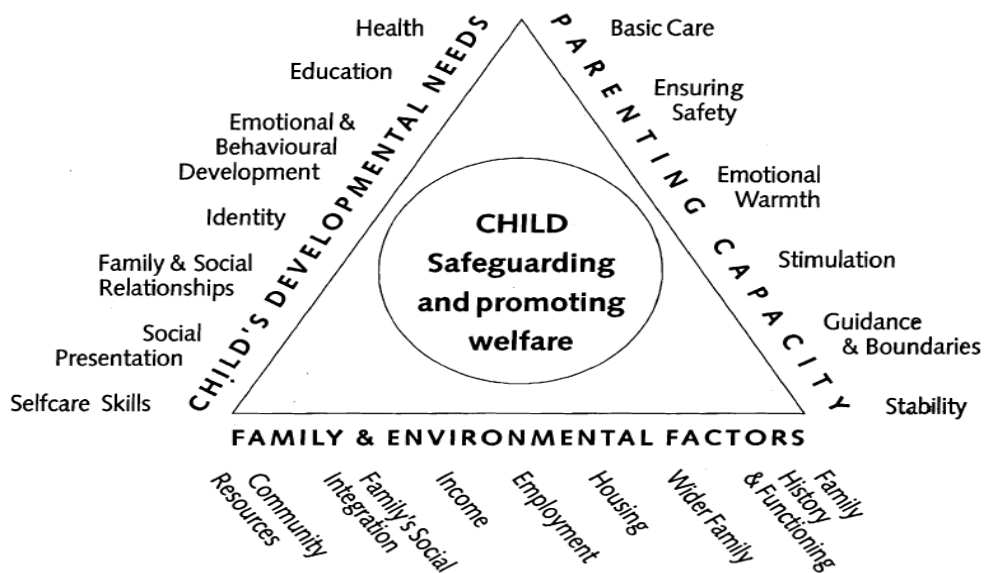 Health
Education
Emotional &
Behavioural
Development
Identity
Family & Social
Relationships
Social
Presentation
Selfcare Skills
CHILD'S DEVELOPMENTAL NEEDS
CHILD
Safeguarding
and promoting
welfare
PARENTING CAPACITY
Basic Care
Ensuring
Safety
Emotional
Warmth
Stimulation
Guidance
& Boundaries
Stability
FAMILY & ENVIRONMENTAL FACTORS
Community
Resources
Family's Social
Integration
Income
Employment
Housing
Wider Family
Family
History
& Functioning